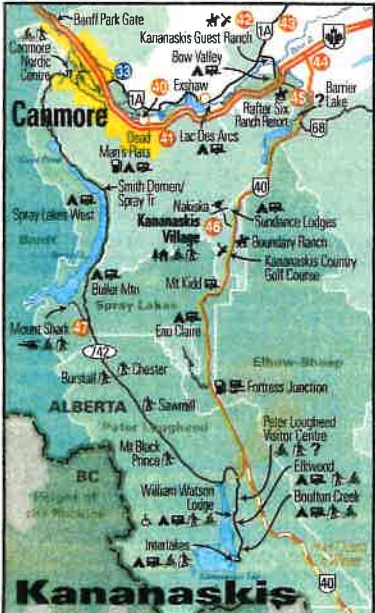 Banff Park Gate
42
43
Kananaskis Guest Ranch
1A
Canmore
Nordic
Centre
33
Bow Valley
44
1A
40
Exshaw
45
?
Barrier
Lake
Rafter Six
Ranch Resort
68
Canmore
Dead
Man's Flats
41
Lac Des Arcs
40
Smith Dorrien/
Spray Tr
Nakiska
Spray Lakes West
Kananaskis
Village
46
Sundance Lodges
Boundary Ranch
Kananaskis Country
Golf Course
Buller Mtn
Mt Kidd
Spray Lakes
Mount Shark
47
Eau Claire
742
Elbow-Sheep
Burstall
Chester
Fortress Junction
ALBERTA
Sawmill
Peter Lougheed
Peter Lougheed
Visitor Centre
?
Mt Black
Prince
BC
Elkwood
William Watson
Lodge
Boulton Creek
Interlakes
Kananaskis
40